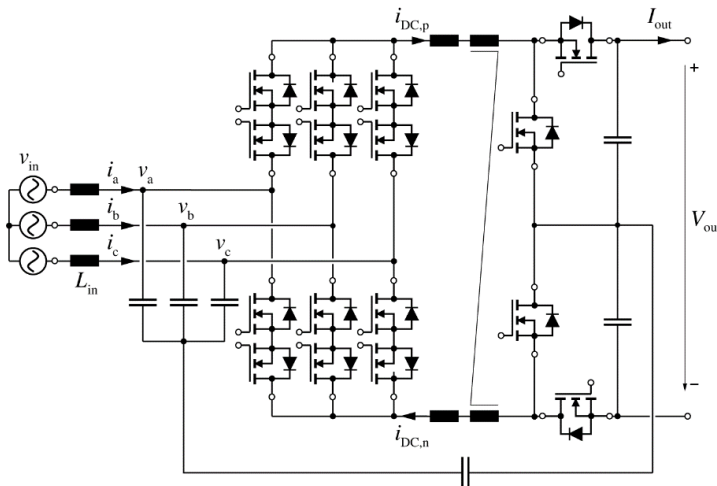 i_DC,p
I_out
+
v_in
i_a
v_a
i_b
v_b
V_ou
i_c
v_c
L_in
−
i_DC,n